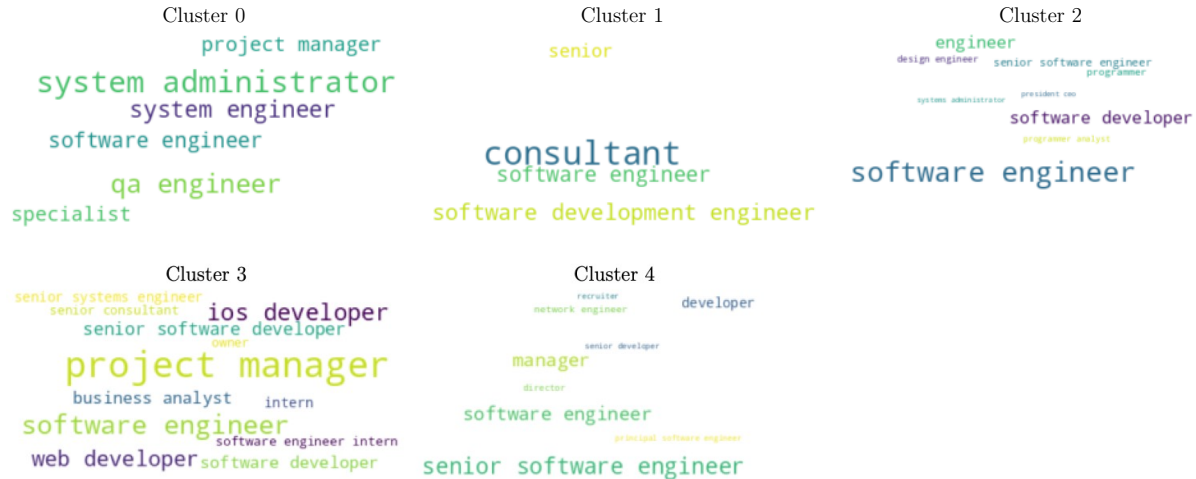 Cluster 0
project manager
system administrator
system engineer
software engineer
qa engineer
specialist
Cluster 1
senior
consultant
software engineer
software development engineer
Cluster 2
engineer
design engineer
senior software engineer
programmer
president ceo
systems administrator
software developer
programmer analyst
software engineer
Cluster 3
senior systems engineer
senior consultant
ios developer
senior software developer
owner
project manager
business analyst
intern
software engineer
software engineer intern
web developer
software developer
Cluster 4
recruiter
developer
network engineer
senior developer
manager
director
software engineer
principal software engineer
senior software engineer